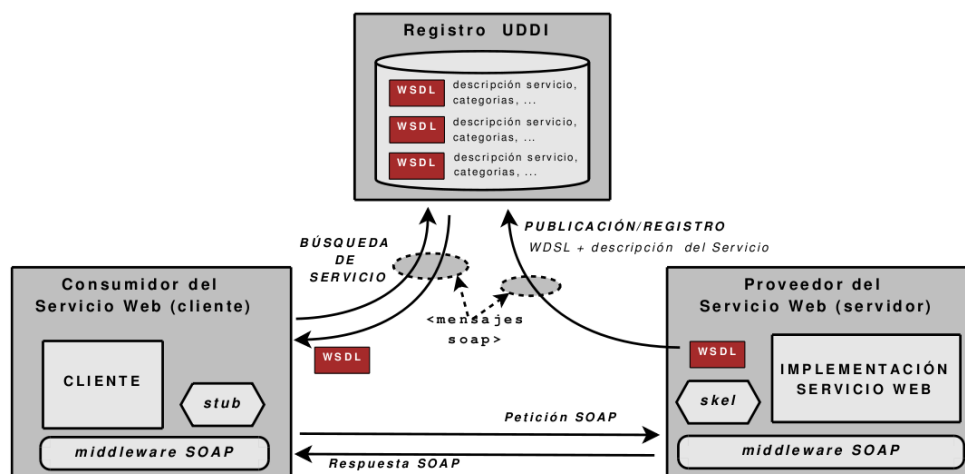 Registro UDDI
WSDL
descripción servicio,
categorias, ...
WSDL
descripción servicio,
categorias, ...
WSDL
descripción servicio,
categorias, ...
BÚSQUEDA
DE
SERVICIO
PUBLICACIÓN/REGISTRO
WDSL + descripción del Servicio
<mensajes
soap>
Consumidor del
Servicio Web (cliente)
WSDL
CLIENTE
stub
middleware SOAP
Proveedor del
Servicio Web (servidor)
WSDL
IMPLEMENTACIÓN
SERVICIO WEB
skel
middleware SOAP
Petición SOAP
Respuesta SOAP